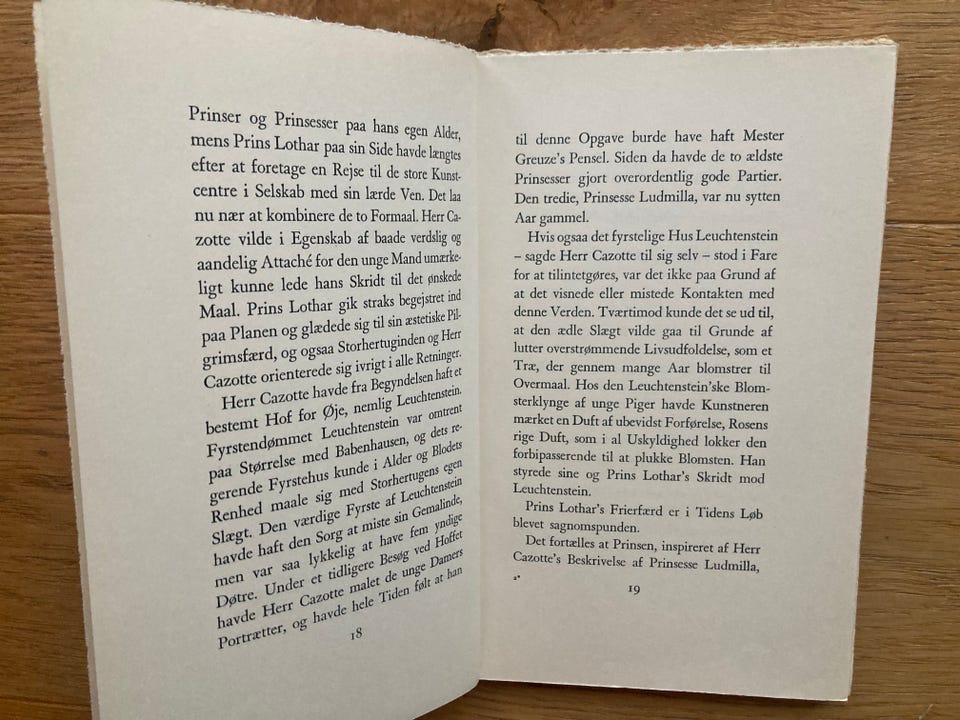 Prinser og Prinsesser paa hans egen Alder,
mens Prins Lothar paa sin Side havde længtes
efter at foretage en Rejse til de store Kunst-
centre i Selskab med sin lærde Ven. Det laa
nu nær at kombinere de to Formaal. Herr Ca-
zotte vilde i Egenskab af baade verdslig og
aandelig Attaché for den unge Mand umærke-
ligt kunne lede hans Skridt til det ønskede
Maal. Prins Lothar gik straks begejstret ind
paa Planen og glædede sig til sin æstetiske Pil-
grimsfærd, og ogsaa Storhertuginden og Herr
Cazotte orienterede sig ivrigt i alle Retninger.
Herr Cazotte havde fra Begyndelsen haft et
bestemt Hof for Øje, nemlig Leuchtenstein.
Fyrstendømmet Leuchtenstein var omtrent
paa Størrelse med Babenhausen, og dets re-
gerende Fyrstehus kunde i Alder og Blodets
Renhed maale sig med Storhertugens egen
Slægt. Den værdige Fyrste af Leuchtenstein
havde haft den Sorg at miste sin Gemalinde,
men var saa lykkelig at have fem yndige
Døtre. Under et tidligere Besøg ved Hoffet
havde Herr Cazotte malet de unge Damers
Portrætter, og havde hele Tiden følt at han
18
til denne Opgave burde have haft Mester
Greuze's Pensel. Siden da havde de to ældste
Prinsesser gjort overordentlig gode Partier.
Den tredie, Prinsesse Ludmilla, var nu sytten
Aar gammel.
Hvis ogsaa det fyrstelige Hus Leuchtenstein
– sagde Herr Cazotte til sig selv – stod i Fare
for at tilintetgøres, var det ikke paa Grund af
at det visnede eller mistede Kontakten med
denne Verden. Tværtimod kunde det se ud til,
at den ædle Slægt vilde gaa til Grunde af
lutter overstrømmende Livsudfoldelse, som et
Træ, der gennem mange Aar blomstrer til
Overmaal. Hos den Leuchtenstein'ske Blom-
sterklynge af unge Piger havde Kunstneren
mærket en Duft af ubevidst Forførelse, Rosens
rige Duft, som i al Uskyldighed lokker den
forbipasserende til at plukke Blomsten. Han
styrede sine og Prins Lothar's Skridt mod
Leuchtenstein.
Prins Lothar's Frierfærd er i Tidens Løb
blevet sagnomspunden.
Det fortælles at Prinsen, inspireret af Herr
Cazotte's Beskrivelse af Prinsesse Ludmilla,
2*
19